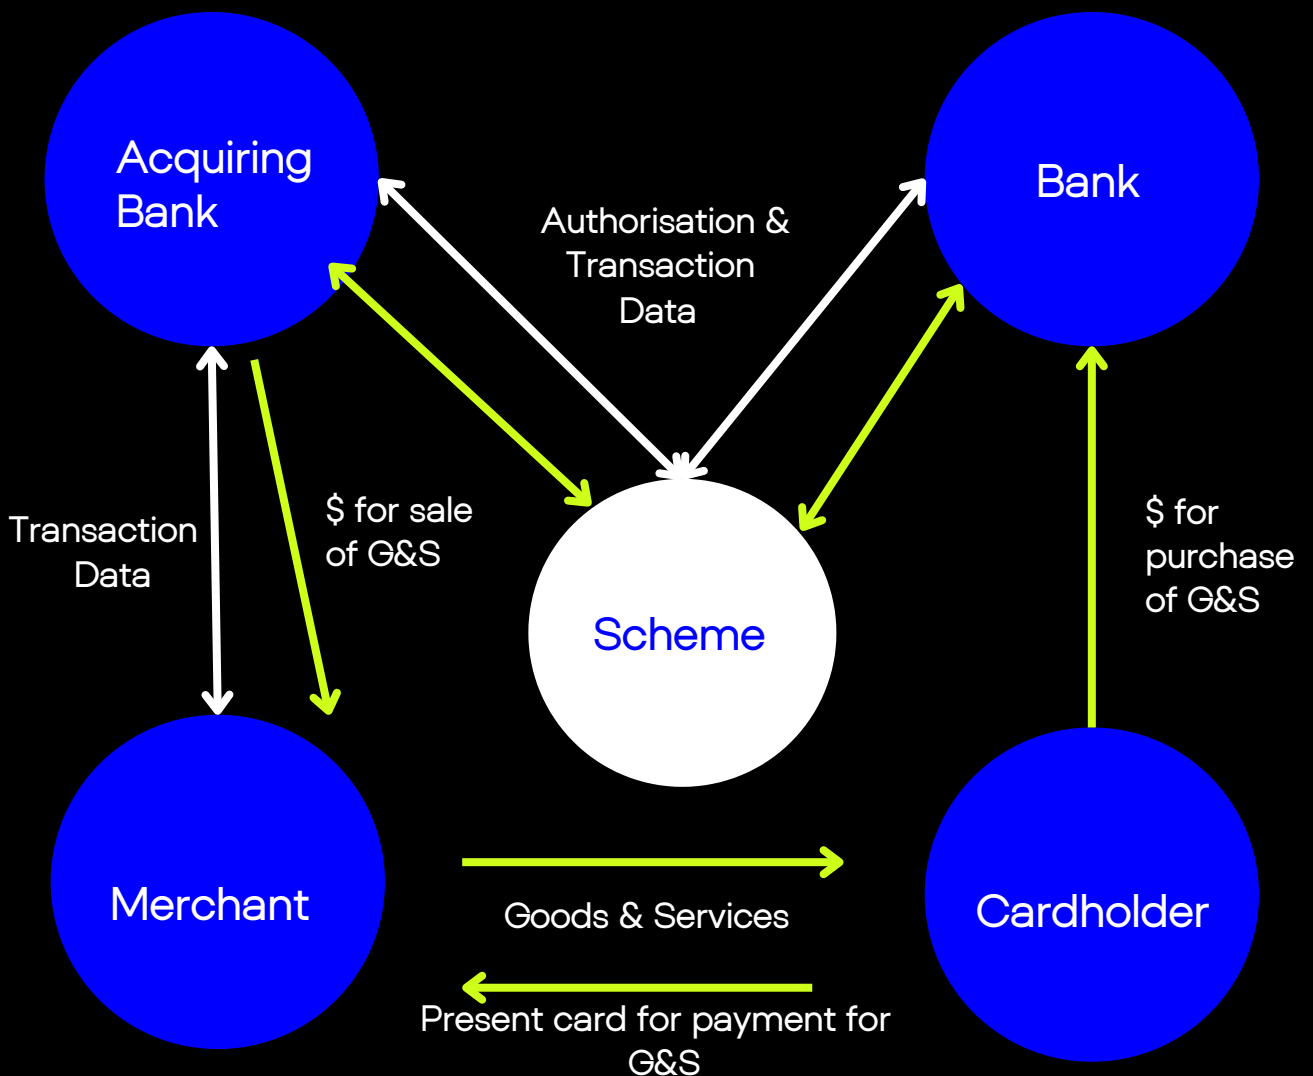 Acquiring
Bank
Bank
Authorisation &
Transaction
Data
Transaction
Data
$ for sale
of G&S
$ for
purchase
of G&S
Scheme
Merchant
Cardholder
Goods & Services
Present card for payment for
G&S